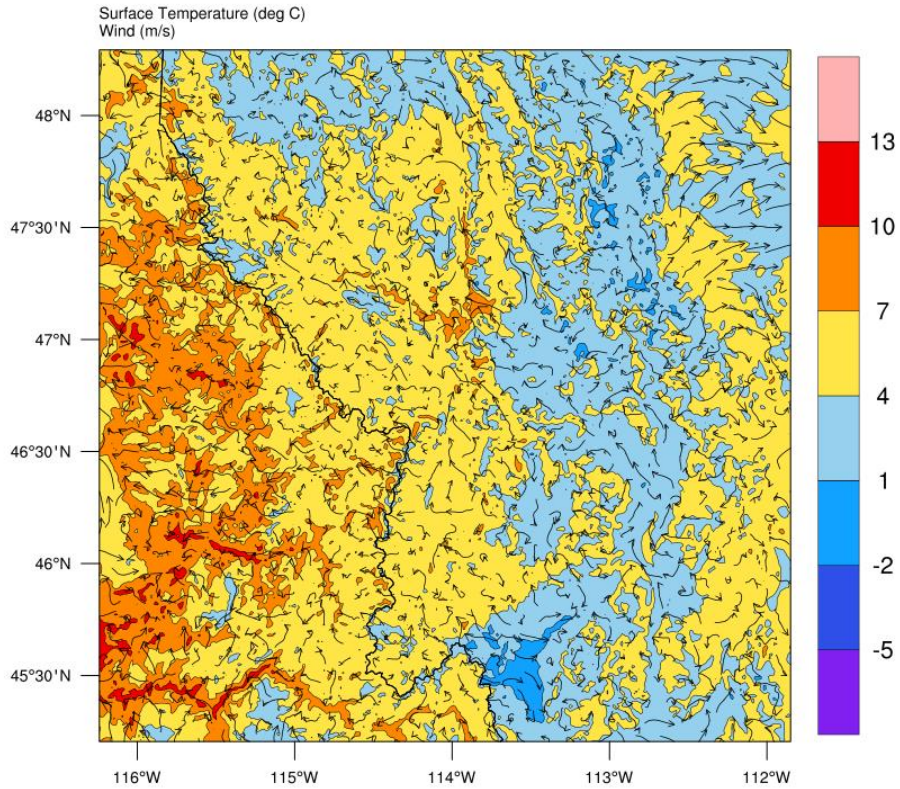 Surface Temperature (deg C)
Wind (m/s)
48°N
47°30'N
47°N
46°30'N
46°N
45°30'N
116°W
115°W
114°W
113°W
112°W
13
10
7
4
1
-2
-5